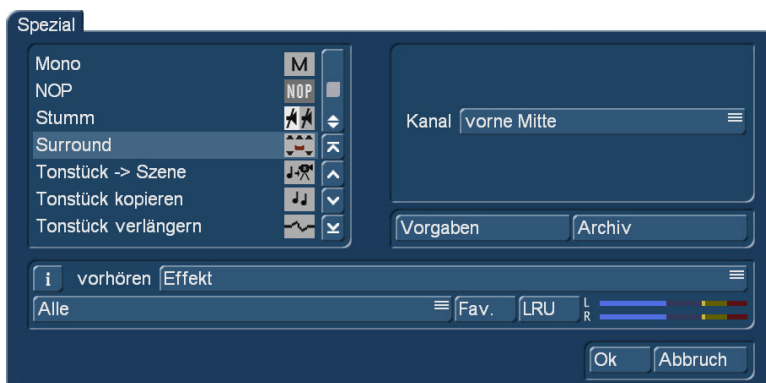 Spezial
Mono M
NOP NOP
Stumm
Surround
Tonstück -> Szene
Tonstück kopieren
Tonstück verlängern
Kanal vorne Mitte
Vorgaben Archiv
i vorhören Effekt
Alle Fav. LRU L
R
Ok Abbruch